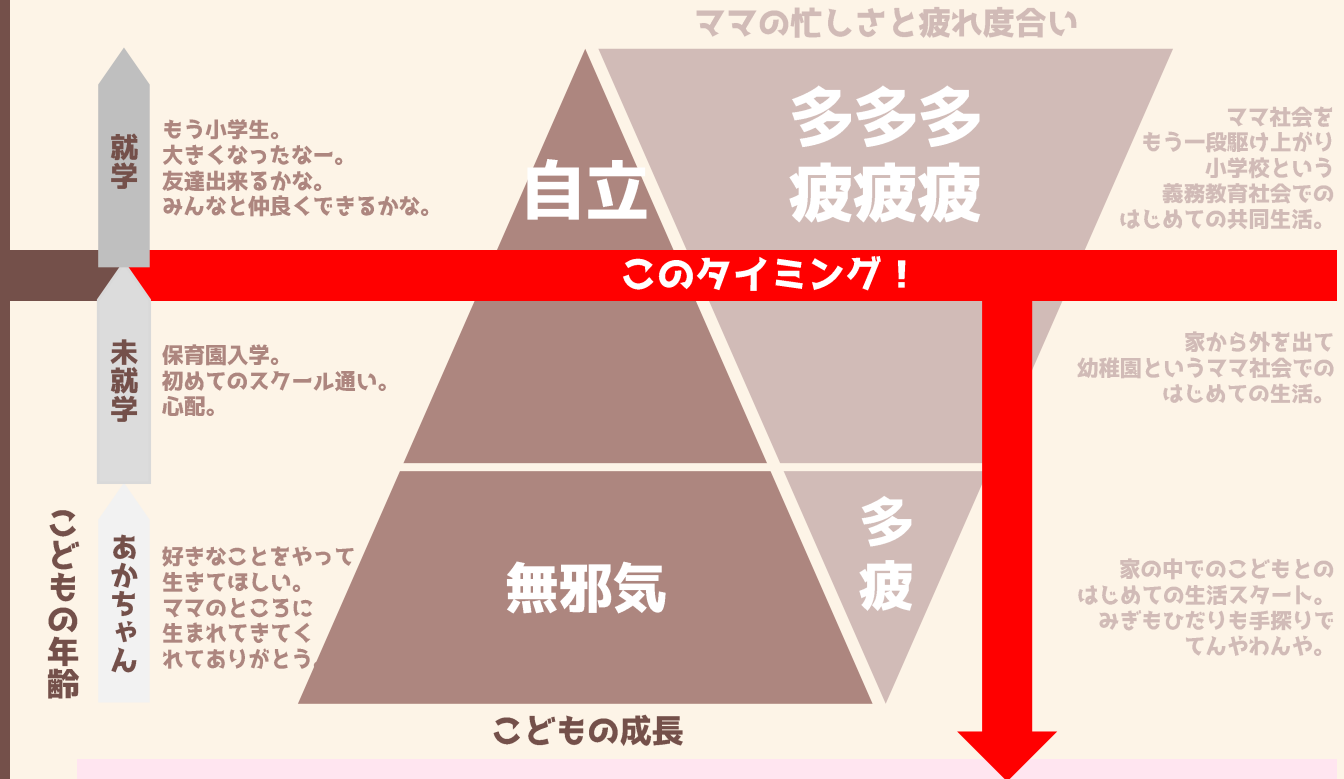 ママの忙しさと疲れ度合い
就学
もう小学生。
大きくなったなー。
友達出来るかな。
みんなと仲良くできるかな。
自立
多多多
疲疲疲
ママ社会を
もう一段駆け上がり
小学校という
義務教育社会での
はじめての共同生活。
このタイミング！
未就学
保育園入学。
初めてのスクール通い。
心配。
家から外を出て
幼稚園というママ社会での
はじめての生活。
こどもの年齢
あかちゃん
好きなことをやって
生きてほしい。
ママのところに
生まれてきてく
れてありがとう。
無邪気
多
疲
家の中でのこどもとの
はじめての生活スタート。
みぎもひだりも手探りで
てんやわんや。
こどもの成長